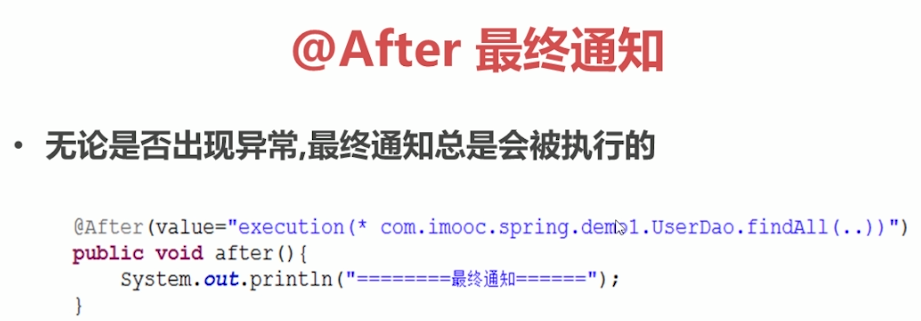 @After 最终通知
• 无论是否出现异常,最终通知总是会被执行的
@After(value="execution(* com.imooc.spring.demo1.UserDao.findAll(..))")
public void after(){
System.out.println("========最终通知======");
}